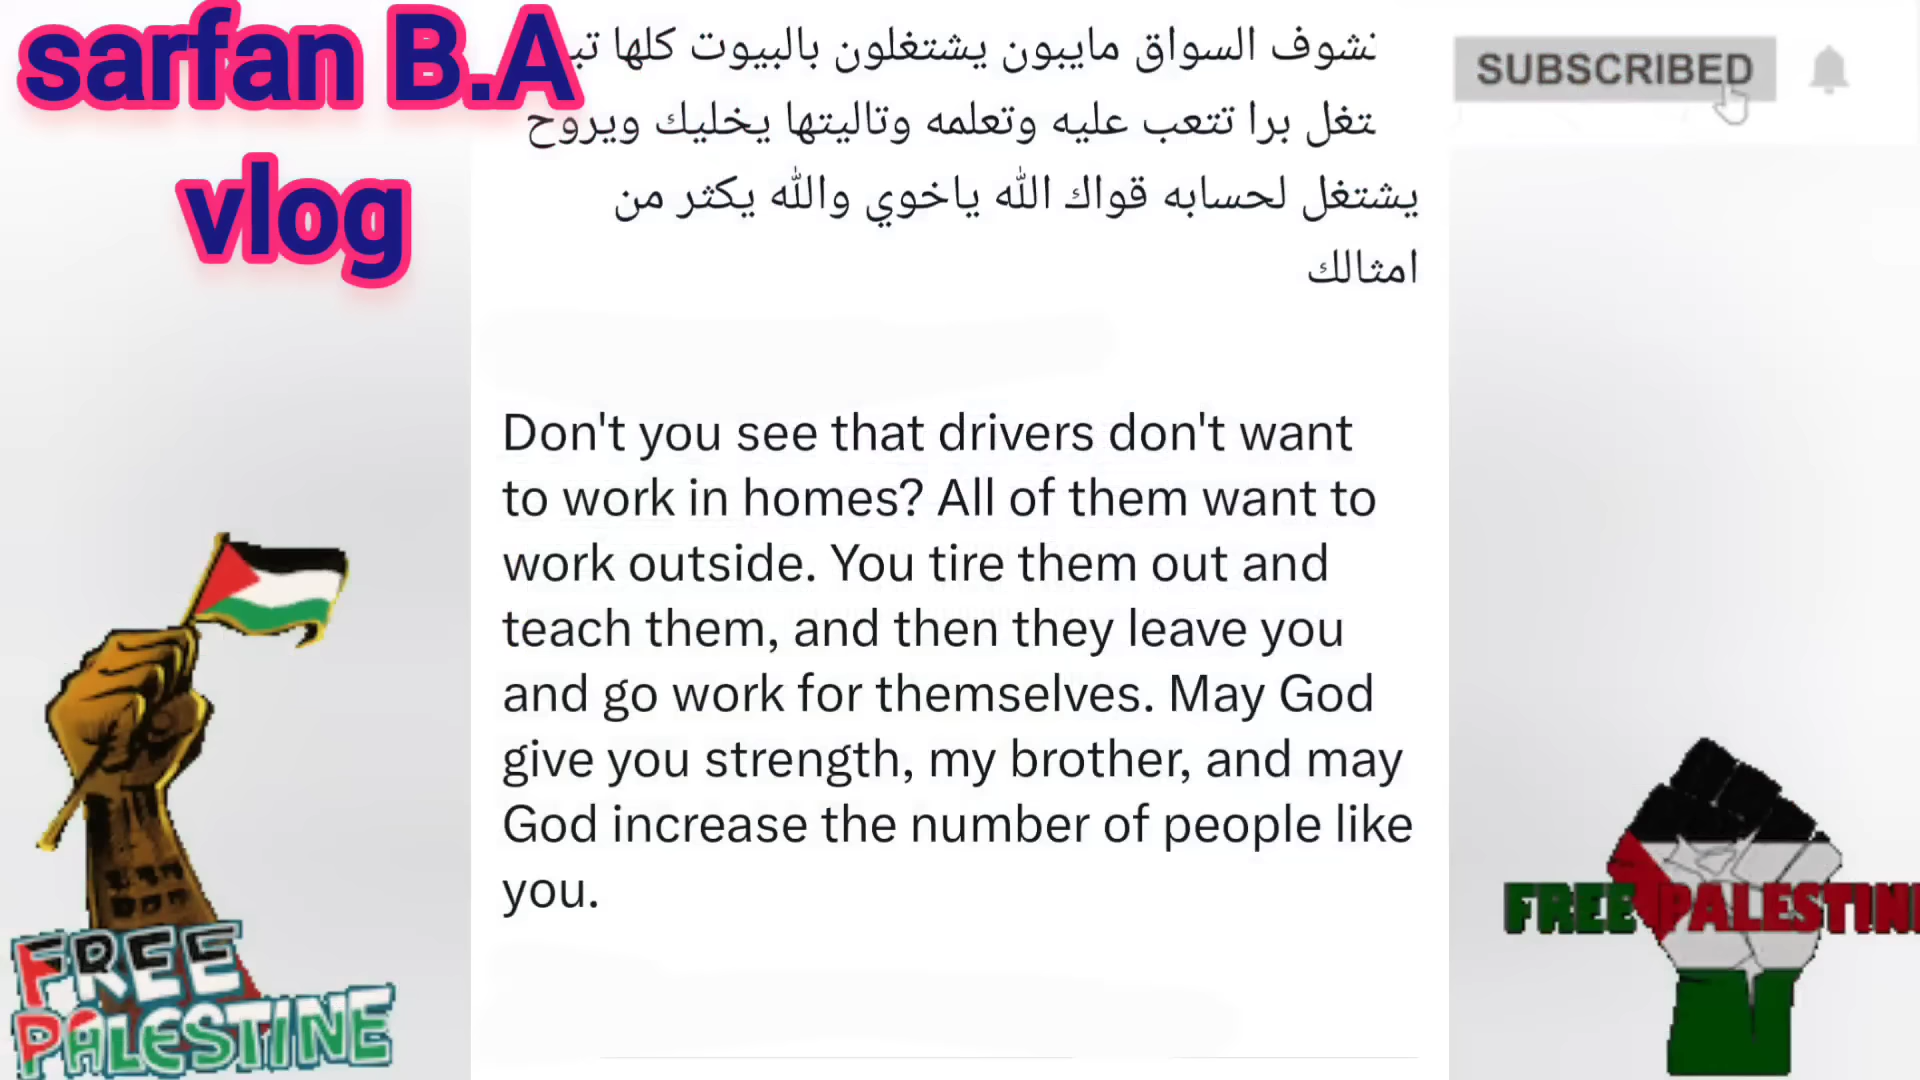 sarfan B.A
vlog
نشوف السواق مايبون يشتغلون بالبيوت كلها
برا تتعب عليه وتعلمه وتاليتها يخليك ويروح
يشتغل لحسابه قواك الله ياخوي والله يكثر من
امثالك
SUBSCRIBED
Don't you see that drivers don't want
to work in homes? All of them want to
work outside. You tire them out and
teach them, and then they leave you
and go work for themselves. May God
give you strength, my brother, and may
God increase the number of people like
you.
FREE
PALESTINE
FREE PALESTIN